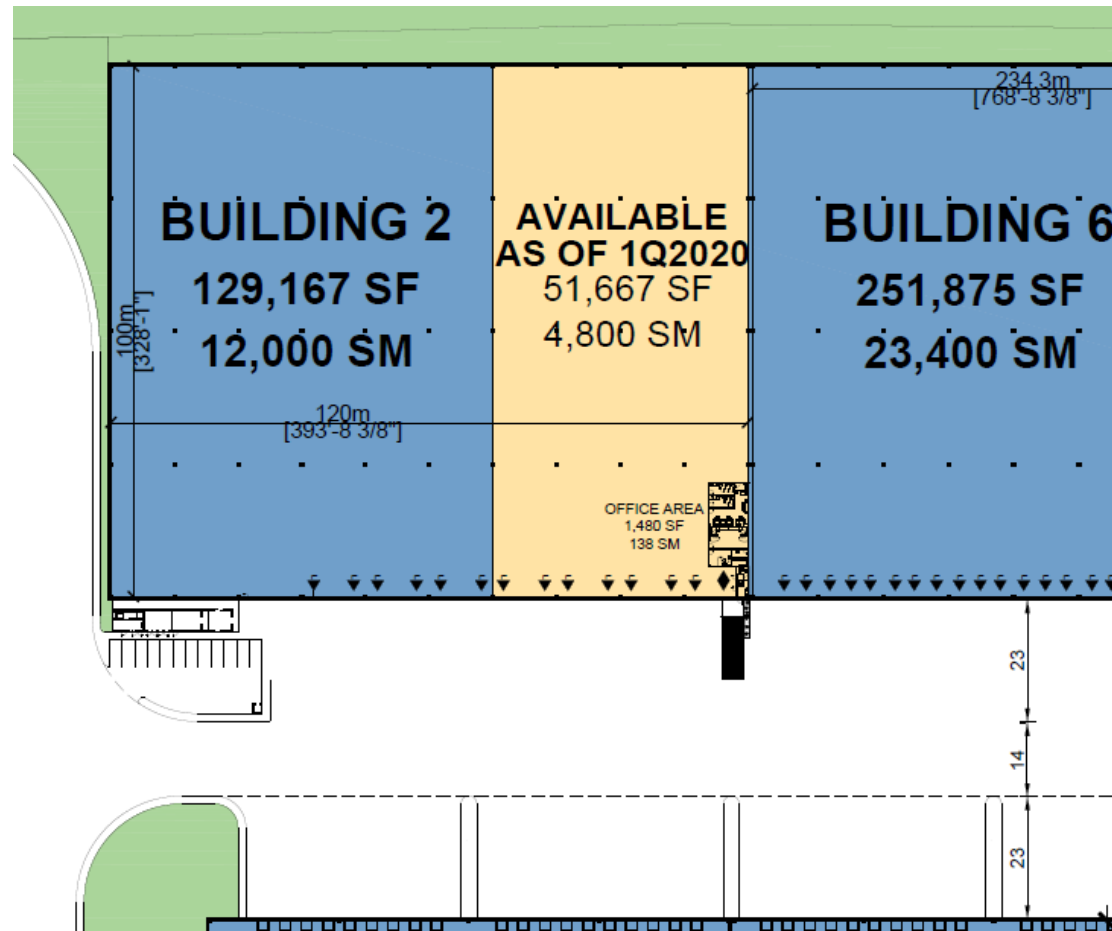 234.3m
[768'-8 3/8"]
BUILDING 2
129,167 SF
12,000 SM
AVAILABLE
AS OF 1Q2020
51,667 SF
4,800 SM
BUILDING 6
251,875 SF
23,400 SM
100m
[328'-1"]
120m
[393'-8 3/8"]
OFFICE AREA
1,480 SF
138 SM
23
14
23